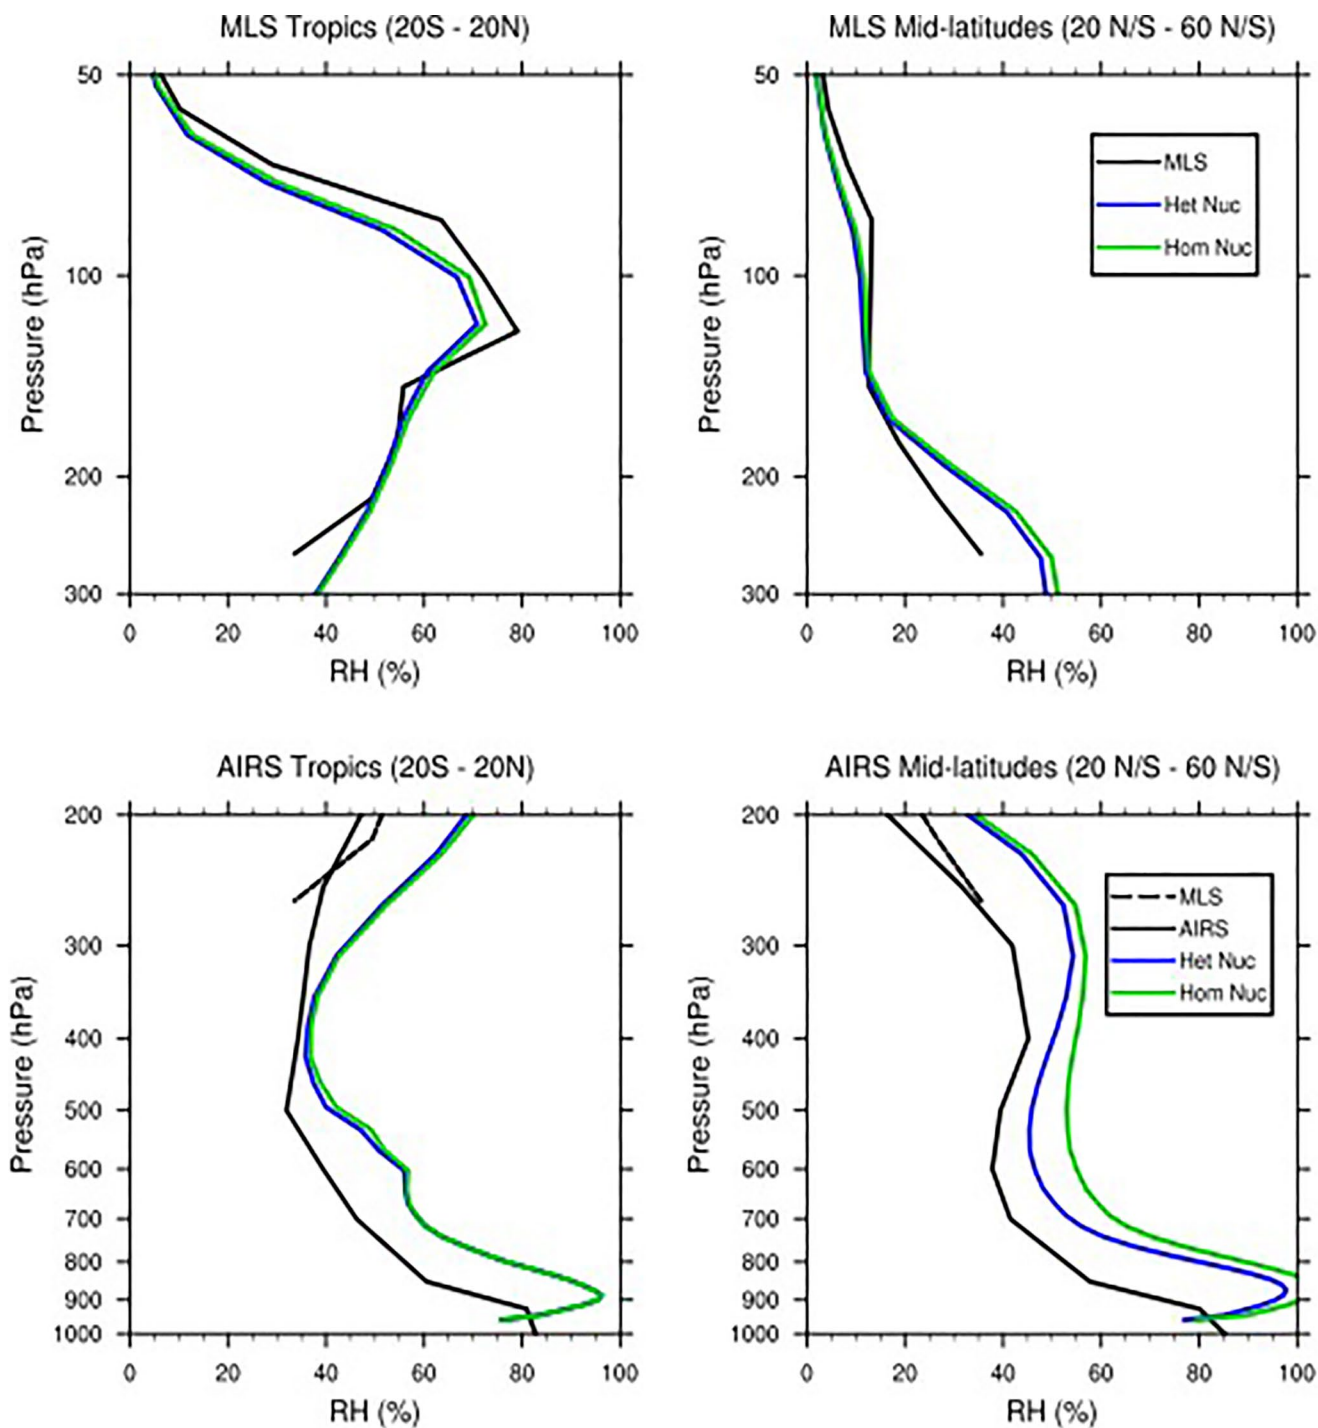 MLS Tropics (20S - 20N)
50
100
200
300
Pressure (hPa)
0 20 40 60 80 100
RH (%)
MLS Mid-latitudes (20 N/S - 60 N/S)
50
100
200
300
Pressure (hPa)
MLS
Het Nuc
Hom Nuc
0 20 40 60 80 100
RH (%)
AIRS Tropics (20S - 20N)
200
300
400
500
600
700
800
900
1000
Pressure (hPa)
0 20 40 60 80 100
RH (%)
AIRS Mid-latitudes (20 N/S - 60 N/S)
200
300
400
500
600
700
800
900
1000
Pressure (hPa)
MLS
AIRS
Het Nuc
Hom Nuc
0 20 40 60 80 100
RH (%)